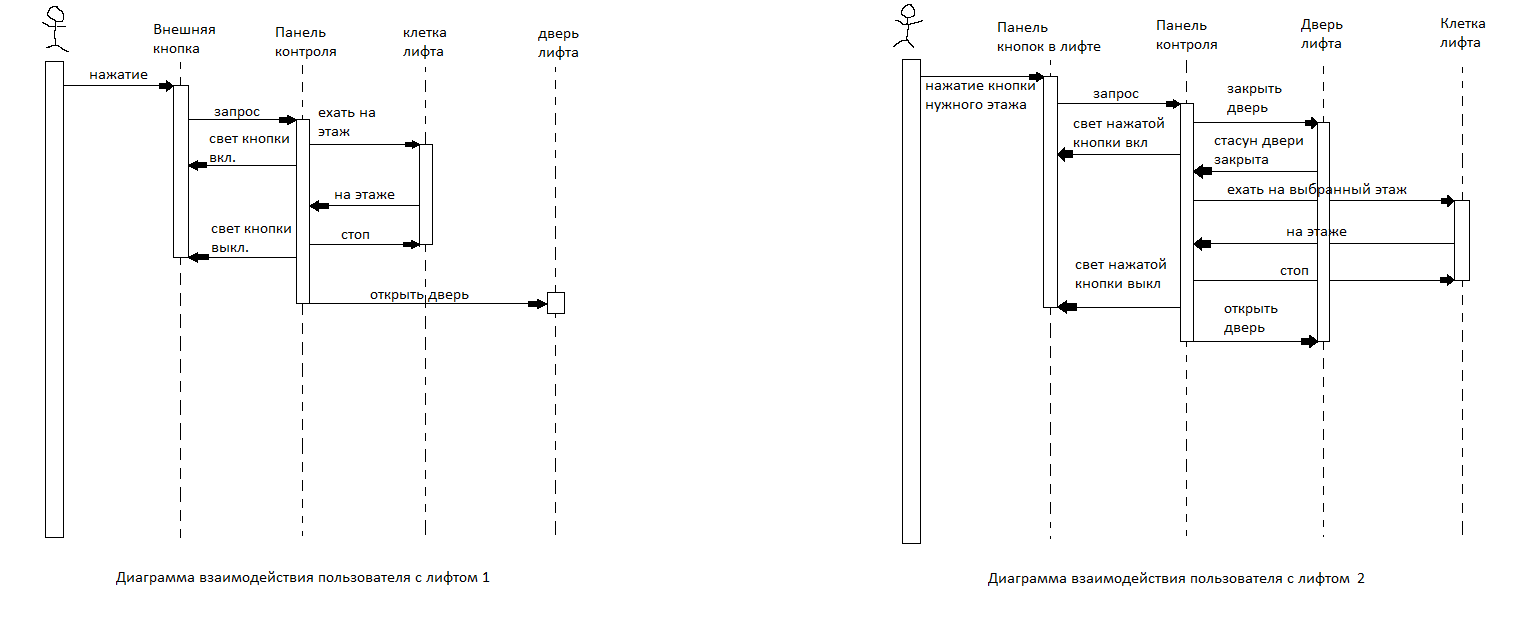 Внешняя
кнопка
Панель
контроля
клетка
лифта
дверь
лифта
нажатие
запрос
ехать на
этаж
свет кнопки
вкл.
на этаже
свет кнопки
выкл.
стоп
открыть дверь
Диаграмма взаимодействия пользователя с лифтом 1
Панель
кнопок в лифте
Панель
контроля
Дверь
лифта
Клетка
лифта
нажатие кнопки
нужного этажа
запрос
закрыть
дверь
свет нажатой
кнопки вкл
стасун двери
закрыта
ехать на выбранный этаж
на этаже
свет нажатой
кнопки выкл
стоп
открыть
дверь
Диаграмма взаимодействия пользователя с лифтом 2